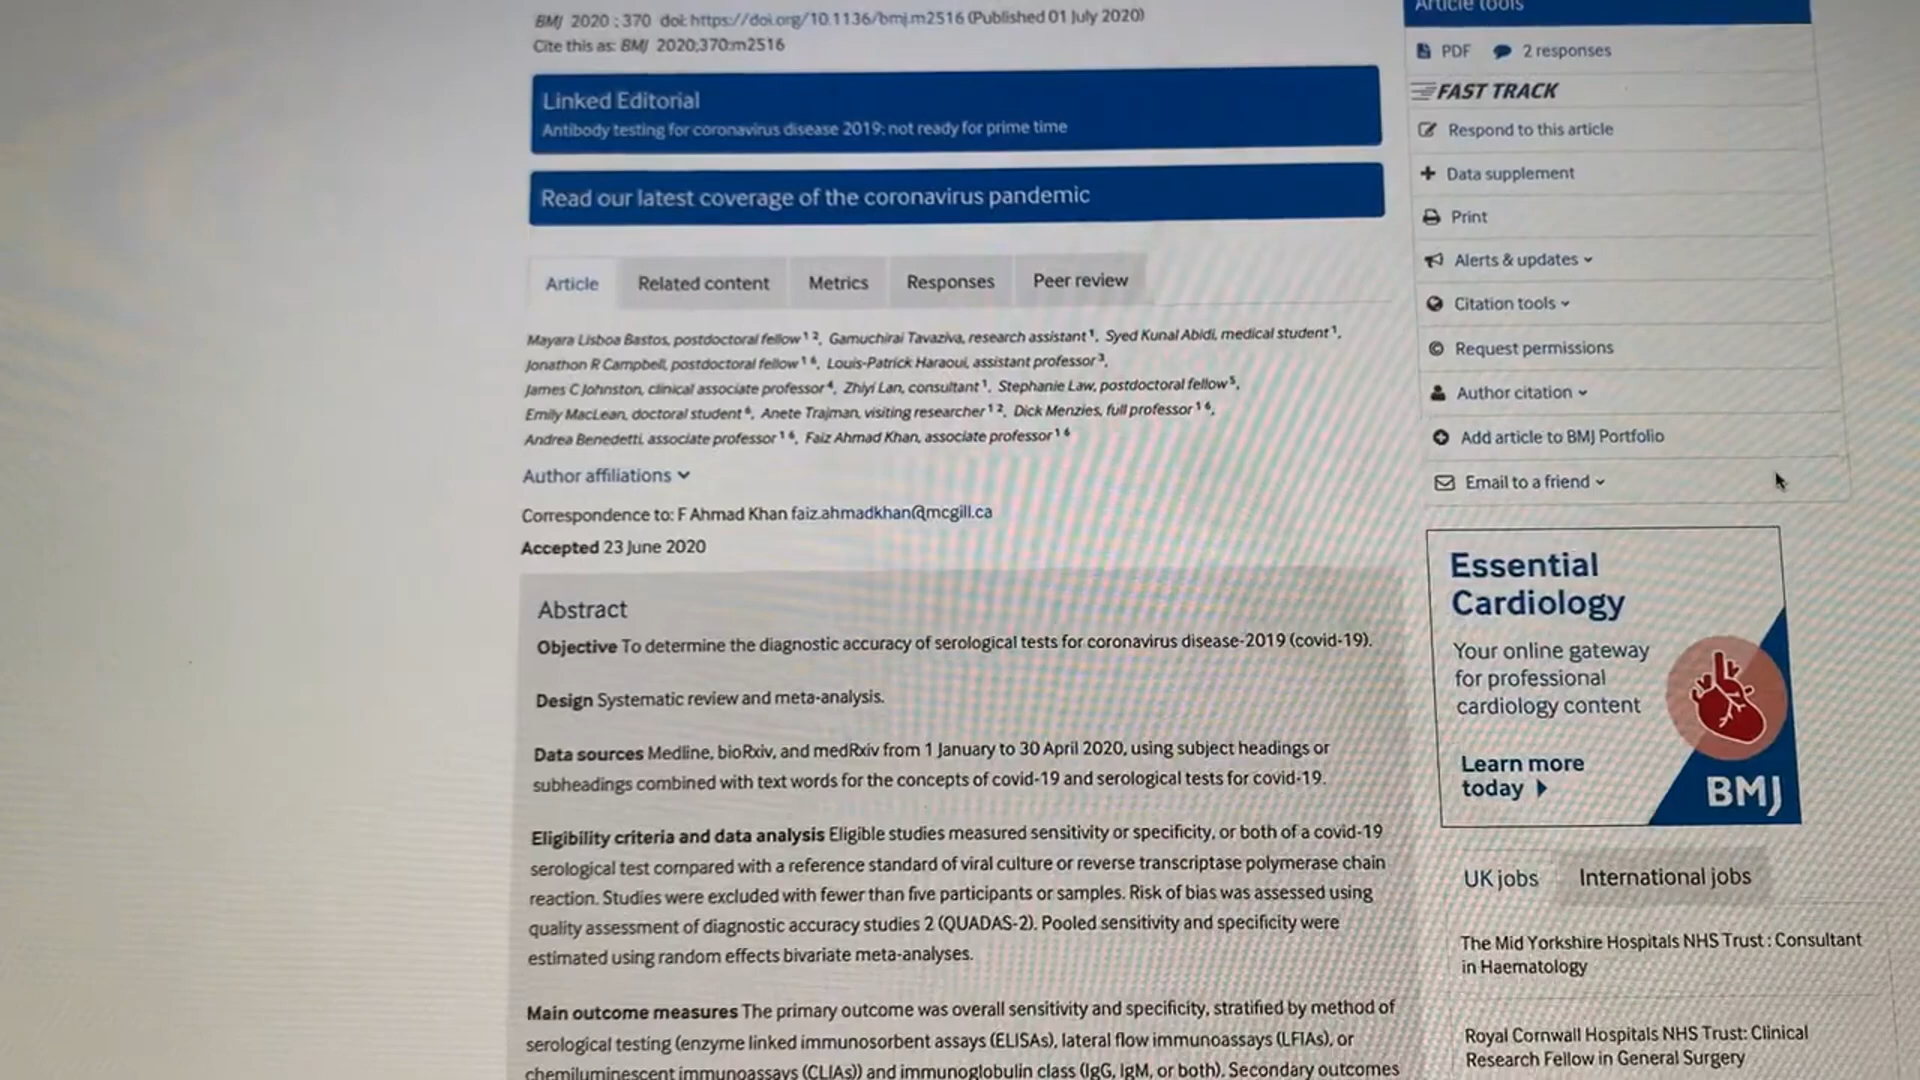 BMJ 2020 ; 370 doi: https://doi.org/10.1136/bmj.m2516 (Published 01 July 2020)
Cite this as: BMJ 2020;370:m2516
Linked Editorial
Antibody testing for coronavirus disease 2019: not ready for prime time
Read our latest coverage of the coronavirus pandemic
Article Related content Metrics Responses Peer review
Mayara Lisboa Bastos, postdoctoral fellow 1 2, Gamuchirai Tavaziva, research assistant 1, Syed Kunal Abidi, medical student 1,
Jonathon R Campbell, postdoctoral fellow 1 6, Louis-Patrick Haraoui, assistant professor 3,
James C Johnston, clinical associate professor 4, Zhiyi Lan, consultant 1, Stephanie Law, postdoctoral fellow 5,
Emily MacLean, doctoral student 6, Anete Trajman, visiting researcher 1 2, Dick Menzies, full professor 1 6,
Andrea Benedetti, associate professor 1 6, Faiz Ahmad Khan, associate professor 1 6
Author affiliations
Correspondence to: F Ahmad Khan faiz.ahmadkhan@mcgill.ca
Accepted 23 June 2020
Abstract
Objective To determine the diagnostic accuracy of serological tests for coronavirus disease-2019 (covid-19).
Design Systematic review and meta-analysis.
Data sources Medline, bioRxiv, and medRxiv from 1 January to 30 April 2020, using subject headings or
subheadings combined with text words for the concepts of covid-19 and serological tests for covid-19.
Eligibility criteria and data analysis Eligible studies measured sensitivity or specificity, or both of a covid-19
serological test compared with a reference standard of viral culture or reverse transcriptase polymerase chain
reaction. Studies were excluded with fewer than five participants or samples. Risk of bias was assessed using
quality assessment of diagnostic accuracy studies 2 (QUADAS-2). Pooled sensitivity and specificity were
estimated using random effects bivariate meta-analyses.
Main outcome measures The primary outcome was overall sensitivity and specificity, stratified by method of
serological testing (enzyme linked immunosorbent assays (ELISAs), lateral flow immunoassays (LFIAs), or
chemiluminescent immunoassays (CLIAs)) and immunoglobulin class (IgG, IgM, or both). Secondary outcomes
Article tools
PDF 2 responses
FAST TRACK
Respond to this article
Data supplement
Print
Alerts & updates
Citation tools
Request permissions
Author citation
Add article to BMJ Portfolio
Email to a friend
Essential
Cardiology
Your online gateway
for professional
cardiology content
Learn more
today
BMJ
UK jobs International jobs
The Mid Yorkshire Hospitals NHS Trust : Consultant
in Haematology
Royal Cornwall Hospitals NHS Trust: Clinical
Research Fellow in General Surgery